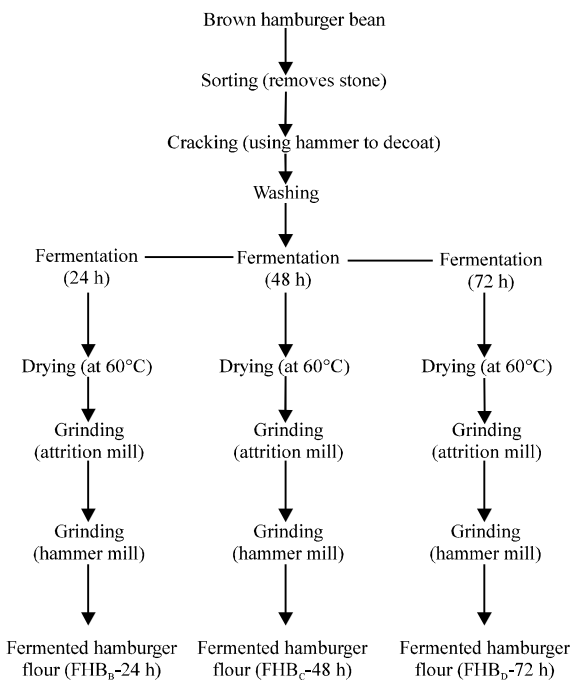 Brown hamburger bean
Sorting (removes stone)
Cracking (using hammer to decoat)
Washing
Fermentation
(24 h)
Fermentation
(48 h)
Fermentation
(72 h)
Drying (at 60°C)
Drying (at 60°C)
Drying (at 60°C)
Grinding
(attrition mill)
Grinding
(attrition mill)
Grinding
(attrition mill)
Grinding
(hammer mill)
Grinding
(hammer mill)
Grinding
(hammer mill)
Fermented hamburger
flour (FHB_B-24 h)
Fermented hamburger
flour (FHB_C-48 h)
Fermented hamburger
flour (FHB_D-72 h)